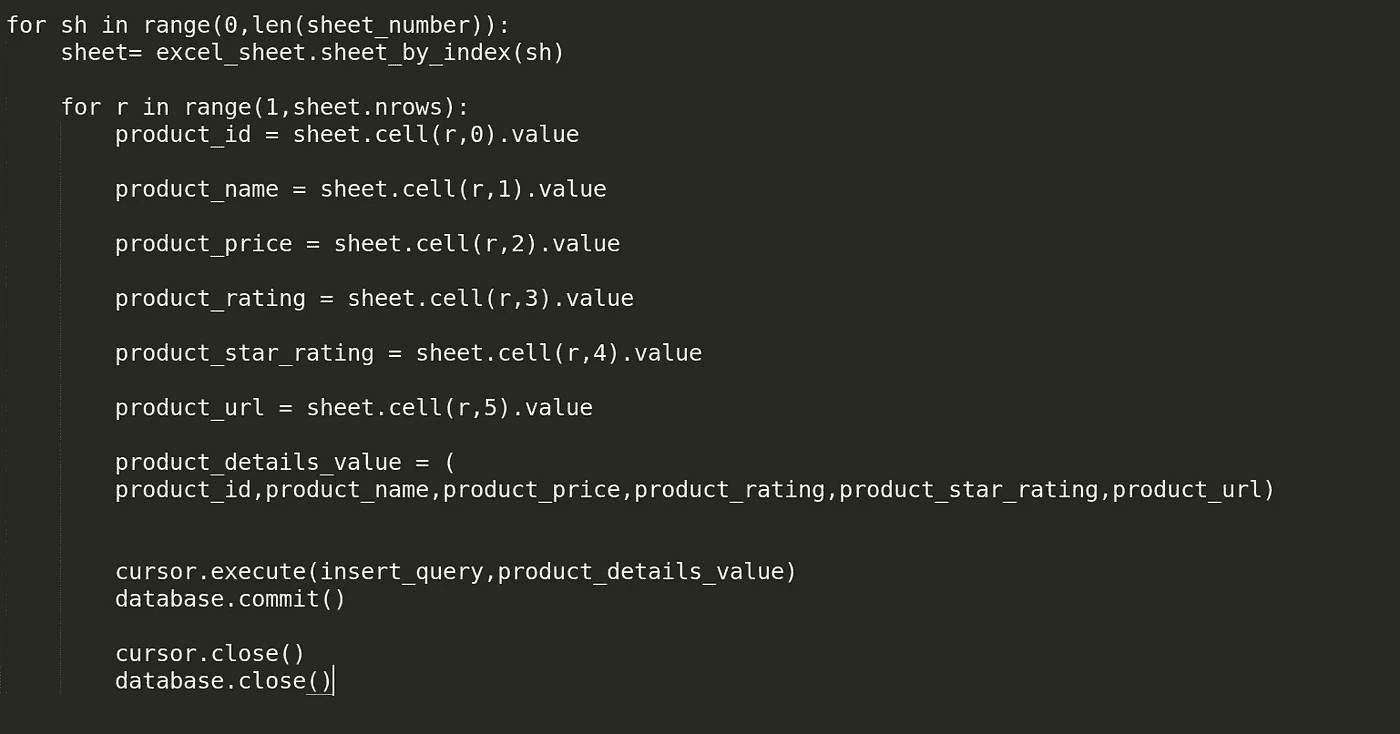 for sh in range(0,len(sheet_number)):
    sheet= excel_sheet.sheet_by_index(sh)
    for r in range(1,sheet.nrows):
        product_id = sheet.cell(r,0).value
        product_name = sheet.cell(r,1).value
        product_price = sheet.cell(r,2).value
        product_rating = sheet.cell(r,3).value
        product_star_rating = sheet.cell(r,4).value
        product_url = sheet.cell(r,5).value
        product_details_value = (
        product_id,product_name,product_price,product_rating,product_star_rating,product_url)
        cursor.execute(insert_query,product_details_value)
        database.commit()
        cursor.close()
        database.close()